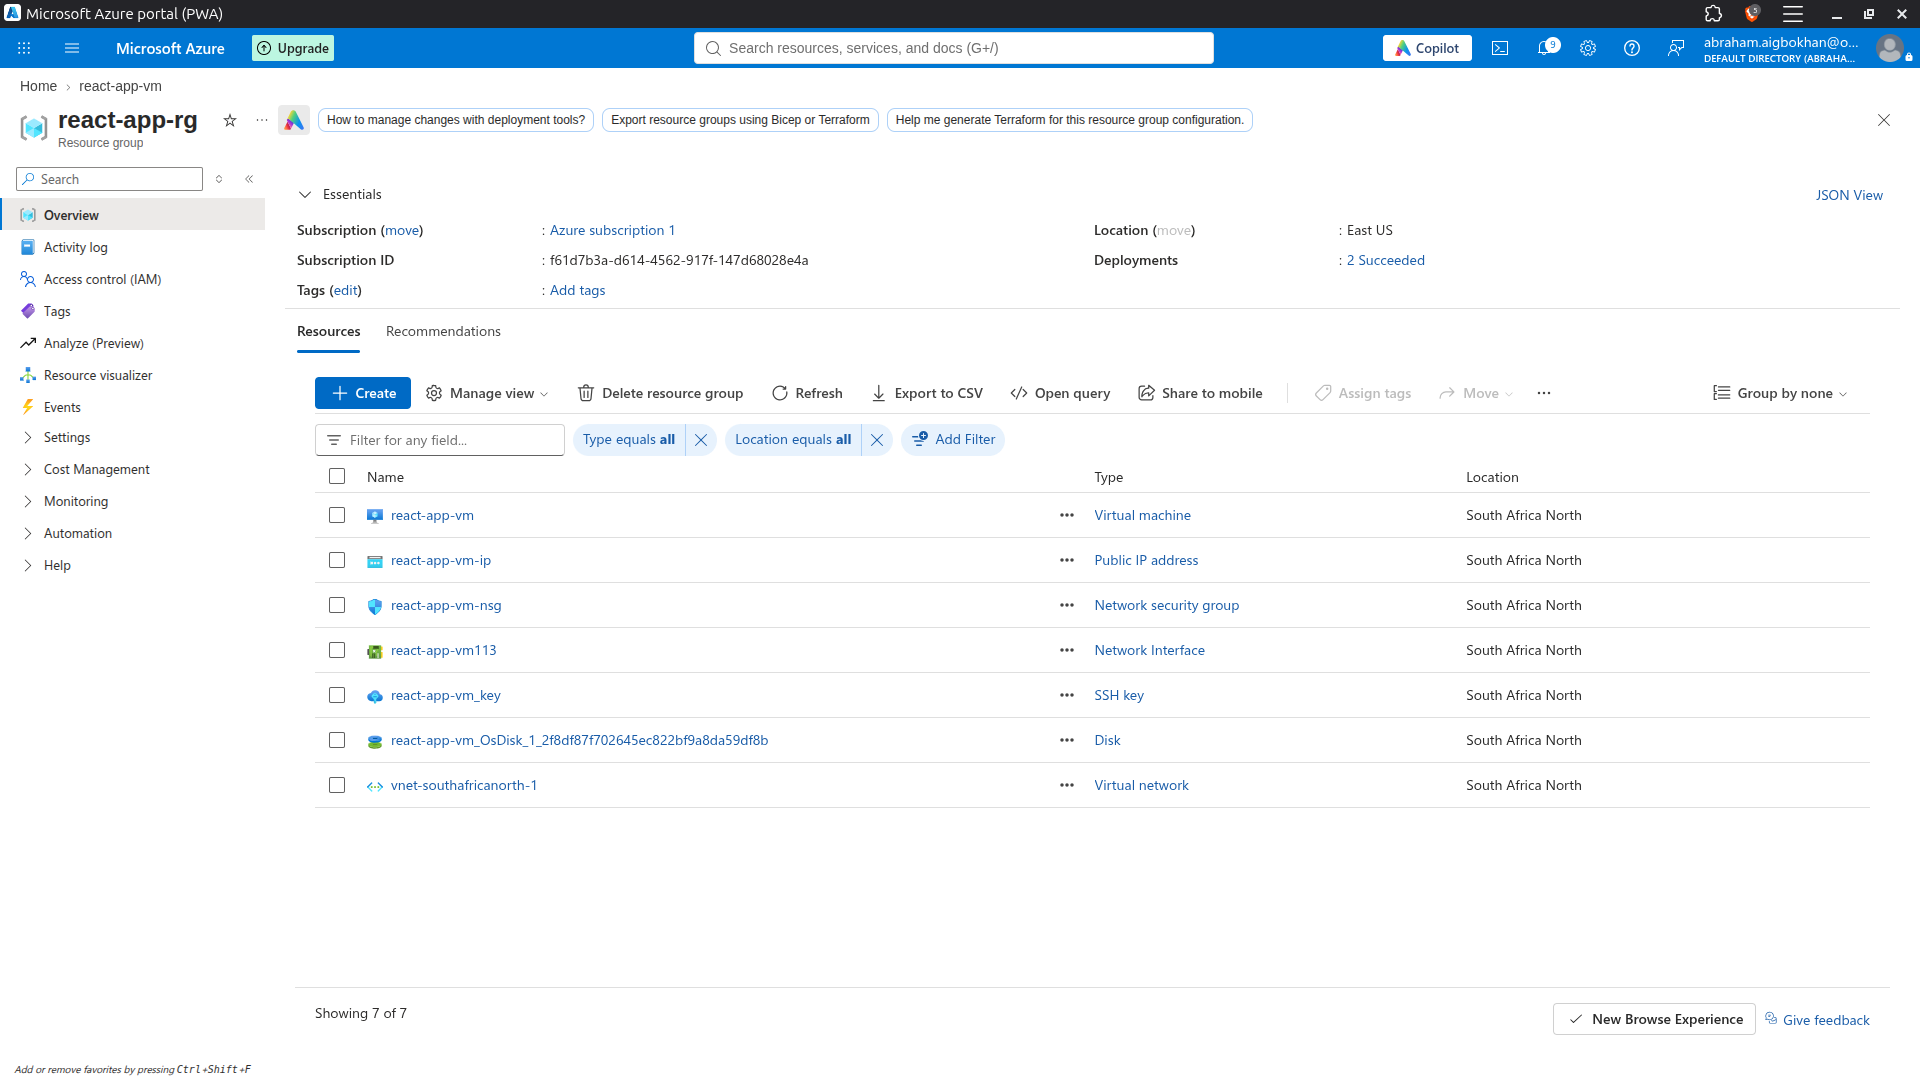 Microsoft Azure portal (PWA)
5
Microsoft Azure
Upgrade
Search resources, services, and docs (G+/)
Copilot
9
abraham.aigbokhan@o...
DEFAULT DIRECTORY (ABRAHA...
Home › react-app-vm
react-app-rg
Resource group
How to manage changes with deployment tools?
Export resource groups using Bicep or Terraform
Help me generate Terraform for this resource group configuration.
Search
Overview
Activity log
Access control (IAM)
Tags
Analyze (Preview)
Resource visualizer
Events
Settings
Cost Management
Monitoring
Automation
Help
Essentials
JSON View
Subscription (move) : Azure subscription 1
Location (move) : East US
Subscription ID : f61d7b3a-d614-4562-917f-147d68028e4a
Deployments : 2 Succeeded
Tags (edit) : Add tags
Resources Recommendations
Create Manage view Delete resource group Refresh Export to CSV Open query Share to mobile Assign tags Move ... Group by none
Filter for any field... Type equals all Location equals all Add Filter
Name Type Location
react-app-vm ... Virtual machine South Africa North
react-app-vm-ip ... Public IP address South Africa North
react-app-vm-nsg ... Network security group South Africa North
react-app-vm113 ... Network Interface South Africa North
react-app-vm_key ... SSH key South Africa North
react-app-vm_OsDisk_1_2f8df87f702645ec822bf9a8da59df8b ... Disk South Africa North
vnet-southafricanorth-1 ... Virtual network South Africa North
Showing 7 of 7
New Browse Experience
Give feedback
Add or remove favorites by pressing Ctrl+Shift+F